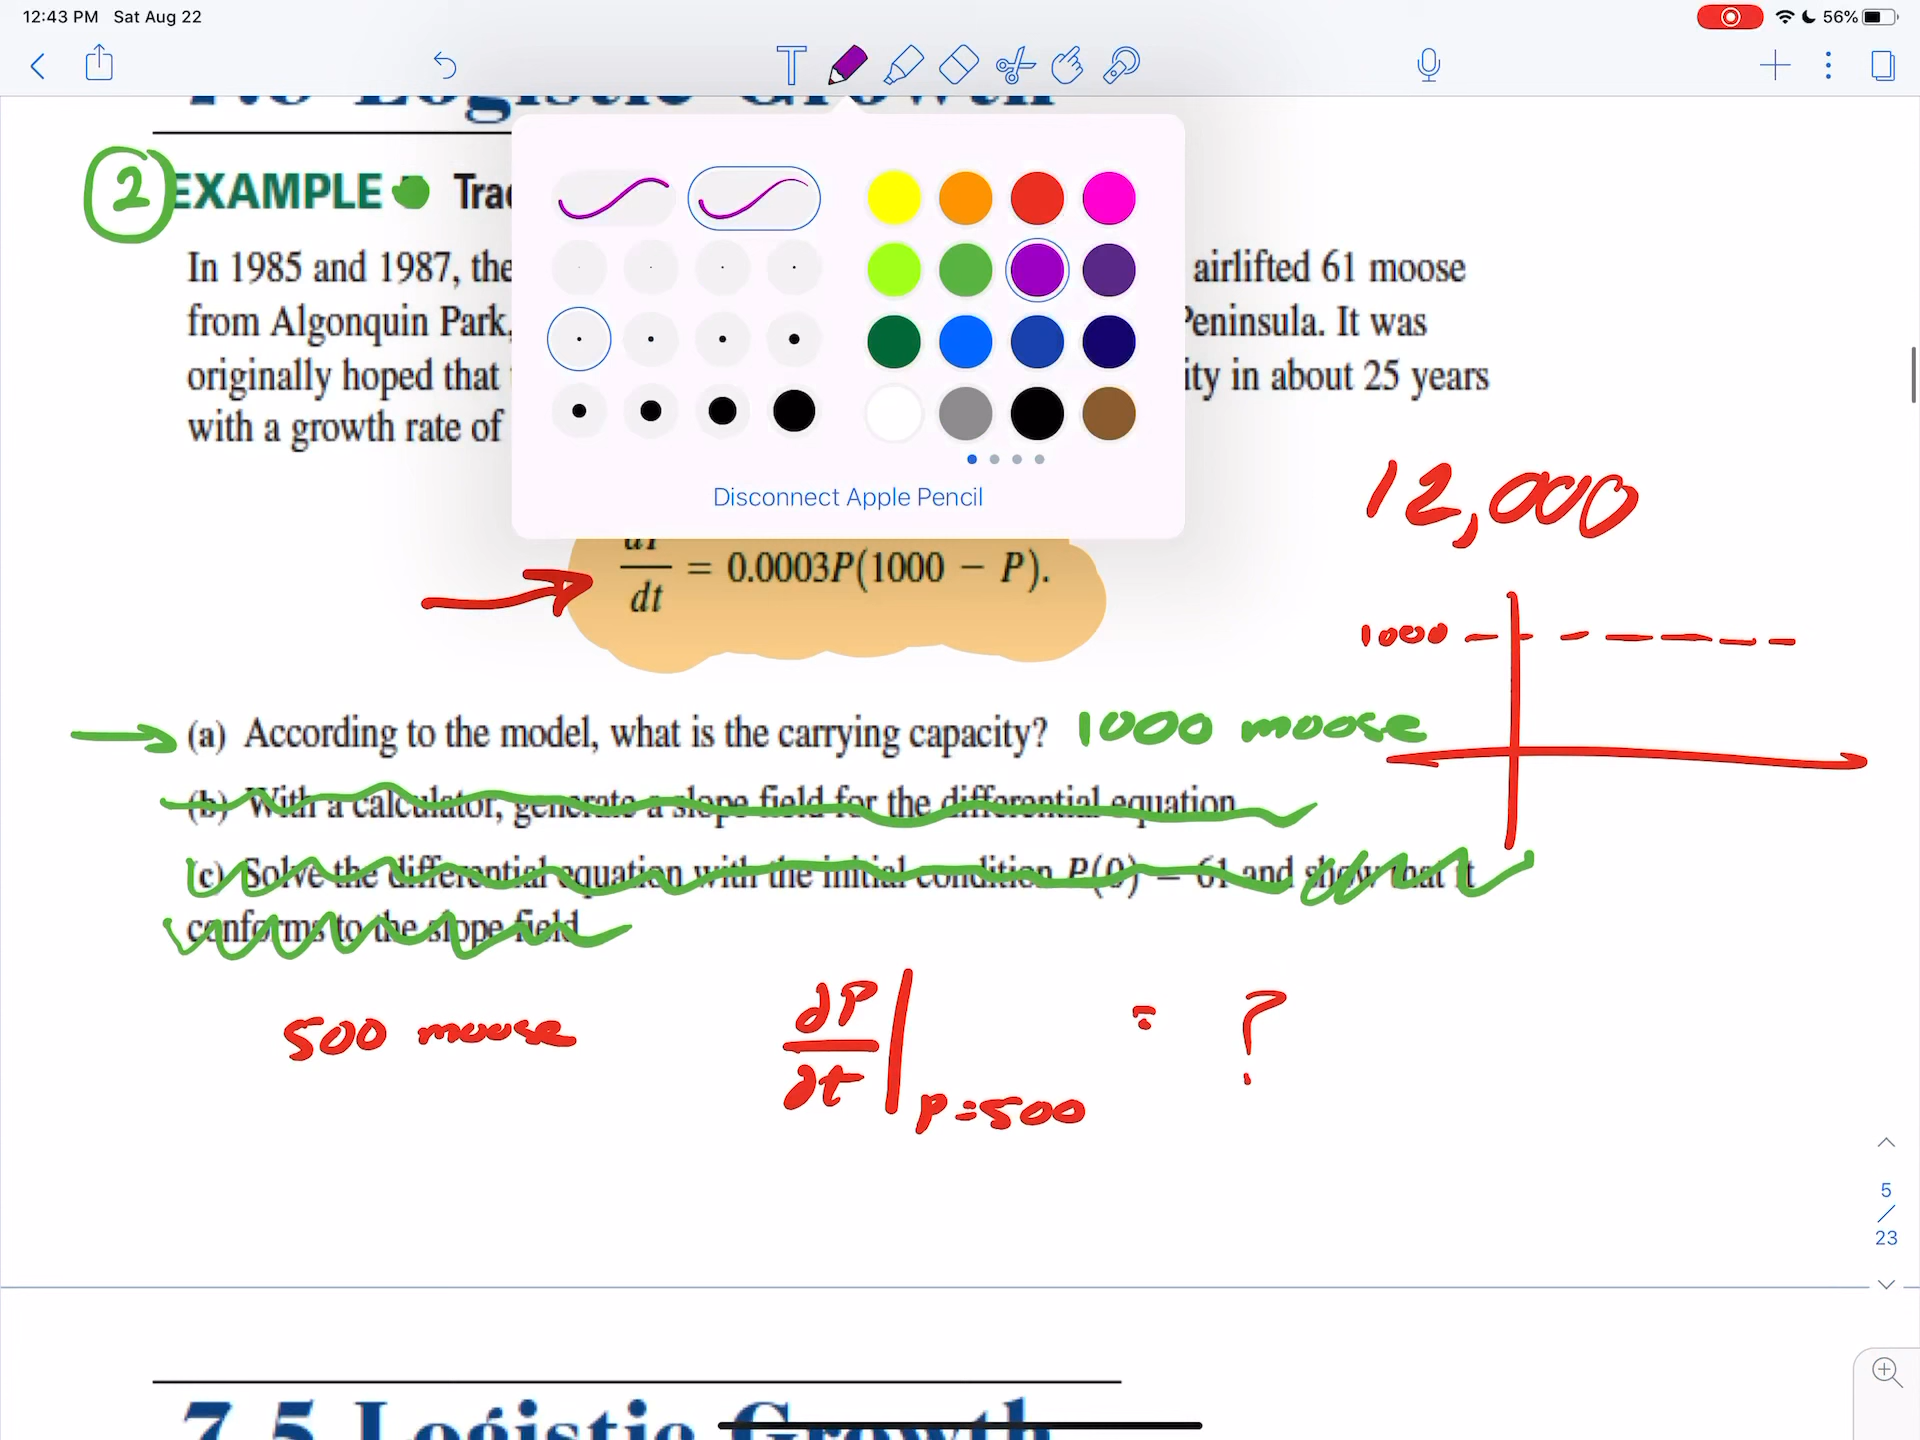 12:43 PM Sat Aug 22
56%
T
Logistic Growth
2 EXAMPLE
In 1985 and 1987, the airlifted 61 moose
from Algonquin Park, Peninsula. It was
originally hoped that ity in about 25 years
with a growth rate of
Disconnect Apple Pencil
12,000
dP
dt = 0.0003P(1000 − P).
1000
(a) According to the model, what is the carrying capacity? 1000 moose
(b) With a calculator, generate a slope field for the differential equation.
(c) Solve the differential equation with the initial condition P(0) = 61 and show that it
conforms to the slope field.
500 moose
dP
dt
P=500
= ?
5
/
23
7.5 Logistic Growth